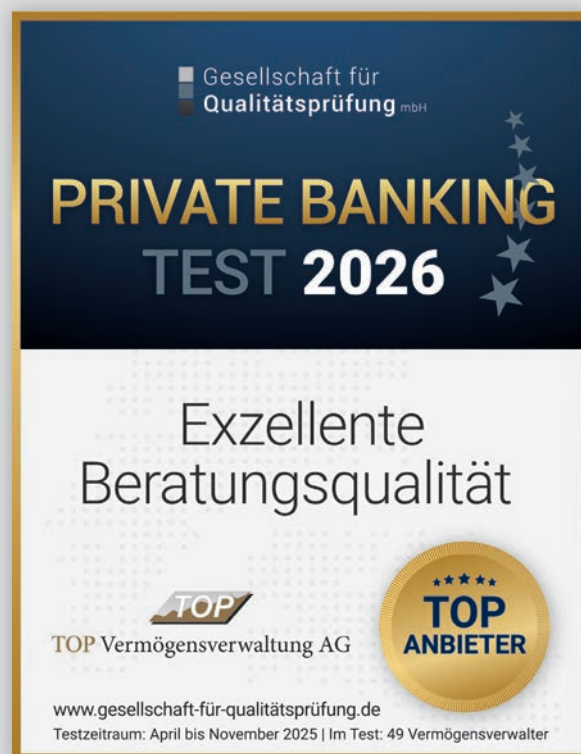 Gesellschaft für
Qualitätsprüfung mbH
PRIVATE BANKING
TEST 2026
Exzellente
Beratungsqualität
TOP
TOP Vermögensverwaltung AG
TOP
ANBIETER
www.gesellschaft-für-qualitätsprüfung.de
Testzeitraum: April bis November 2025 | Im Test: 49 Vermögensverwalter